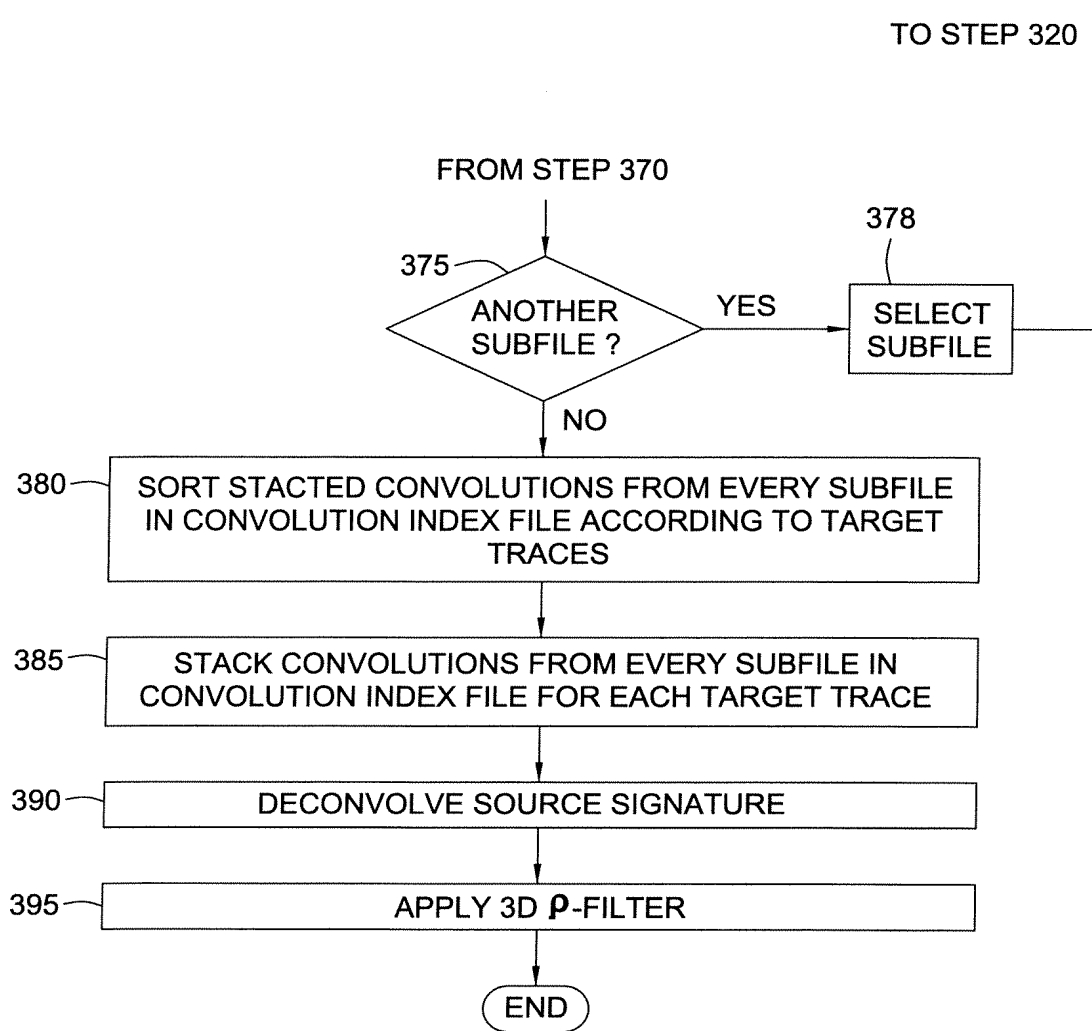 TO STEP 320
FROM STEP 370
378
375
ANOTHER
SUBFILE ?
YES
SELECT
SUBFILE
NO
380
SORT STACTED CONVOLUTIONS FROM EVERY SUBFILE
IN CONVOLUTION INDEX FILE ACCORDING TO TARGET
TRACES
385
STACK CONVOLUTIONS FROM EVERY SUBFILE IN
CONVOLUTION INDEX FILE FOR EACH TARGET TRACE
390
DECONVOLVE SOURCE SIGNATURE
395
APPLY 3D ρ-FILTER
END